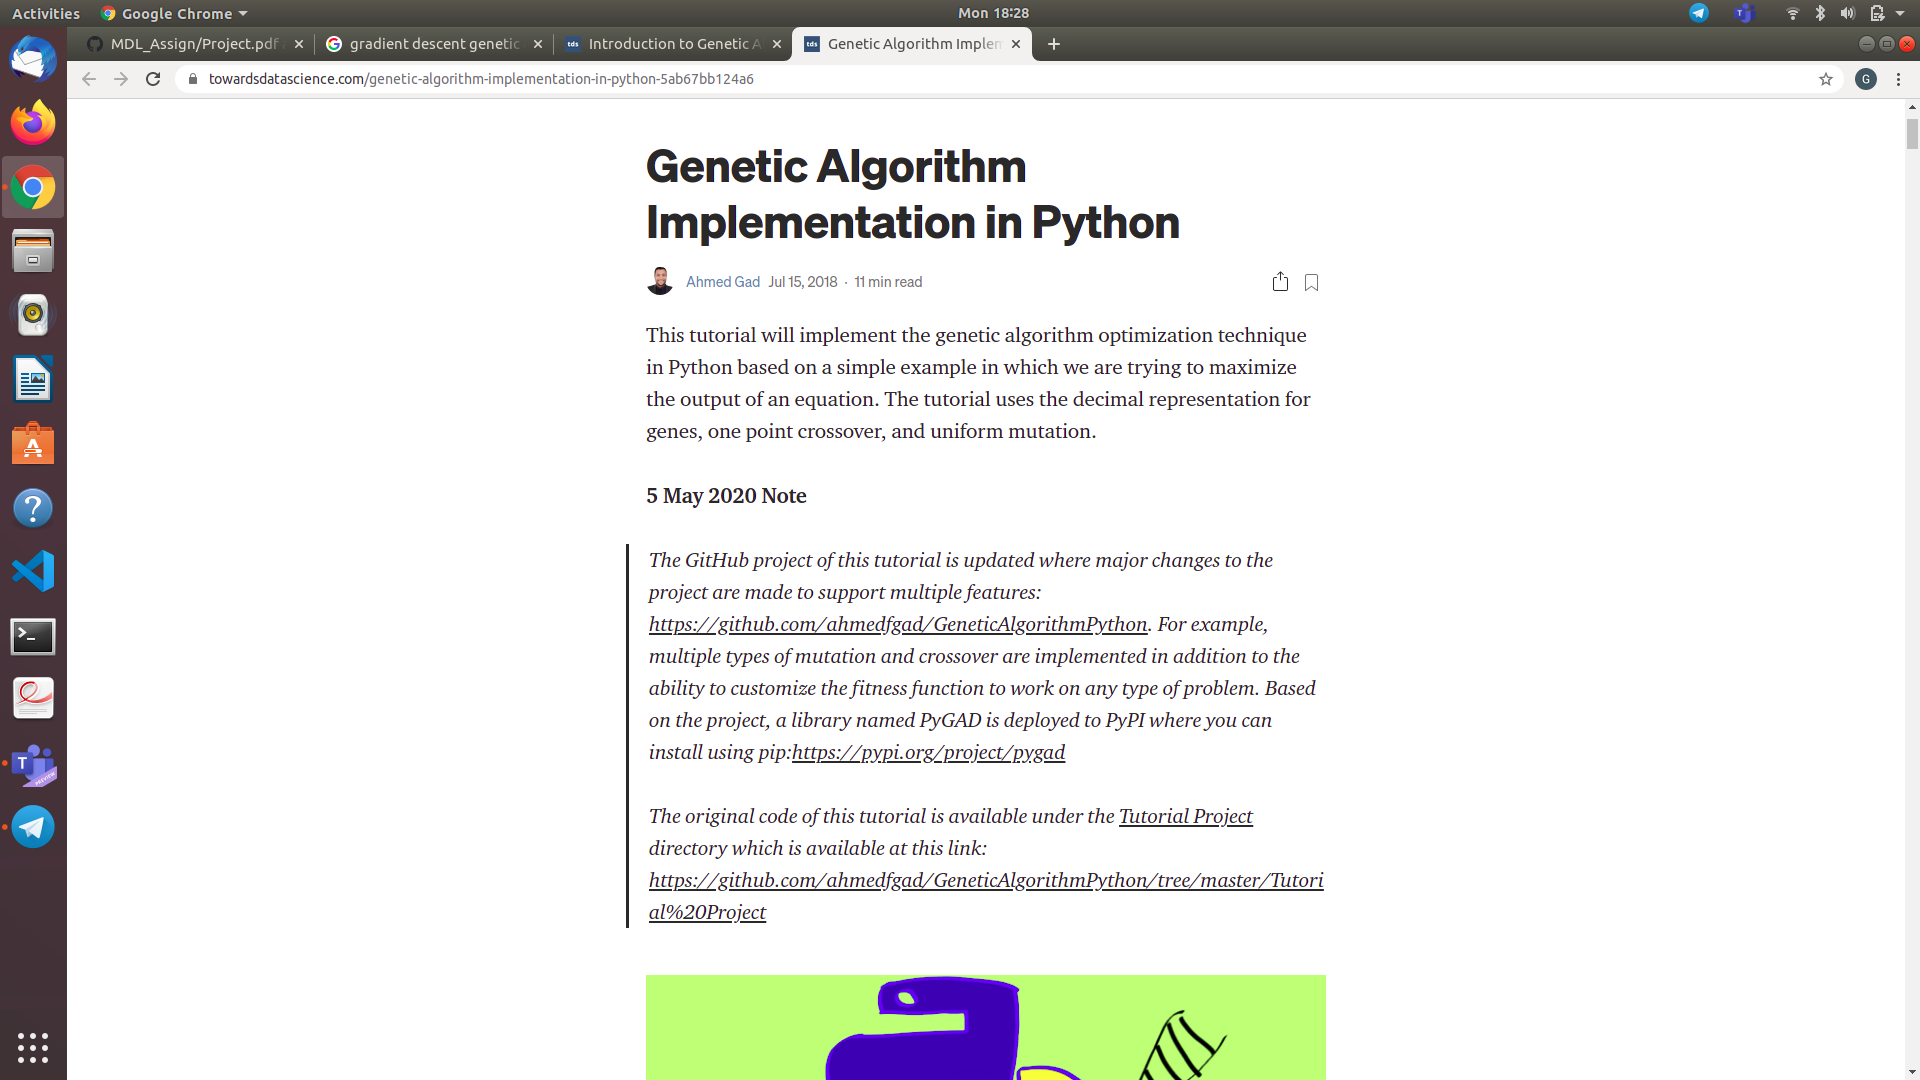 Activities
Google Chrome
Mon 18:28
MDL_Assign/Project.pdf
gradient descent genetic
Introduction to Genetic A
Genetic Algorithm Implem
towardsdatascience.com/genetic-algorithm-implementation-in-python-5ab67bb124a6
G
Genetic Algorithm
Implementation in Python
Ahmed Gad Jul 15, 2018 · 11 min read
This tutorial will implement the genetic algorithm optimization technique
in Python based on a simple example in which we are trying to maximize
the output of an equation. The tutorial uses the decimal representation for
genes, one point crossover, and uniform mutation.
5 May 2020 Note
The GitHub project of this tutorial is updated where major changes to the
project are made to support multiple features:
https://github.com/ahmedfgad/GeneticAlgorithmPython. For example,
multiple types of mutation and crossover are implemented in addition to the
ability to customize the fitness function to work on any type of problem. Based
on the project, a library named PyGAD is deployed to PyPI where you can
install using pip:https://pypi.org/project/pygad
The original code of this tutorial is available under the Tutorial Project
directory which is available at this link:
https://github.com/ahmedfgad/GeneticAlgorithmPython/tree/master/Tutori
al%20Project